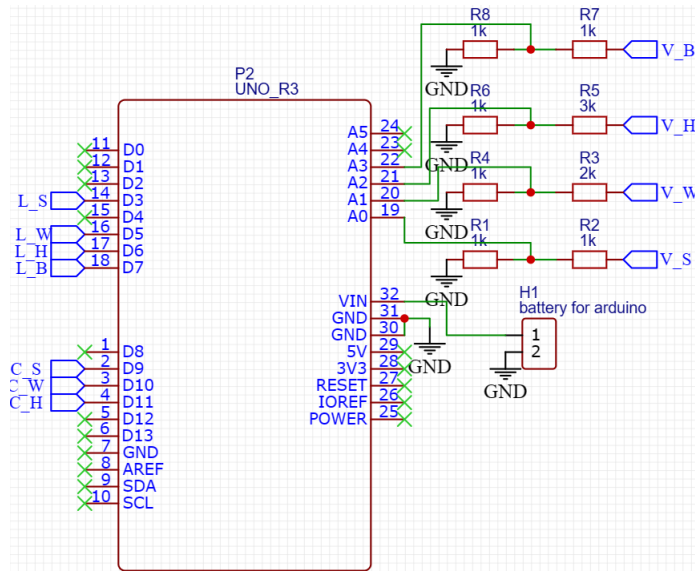 R8
1k
R7
1k
V_B
GND
P2
UNO_R3
R6
1k
R5
3k
V_H
GND
R4
1k
R3
2k
V_W
GND
R1
1k
R2
1k
V_S
GND
11 D0
12 D1
13 D2
L_S 14 D3
15 D4
L_W 16 D5
L_H 17 D6
L_B 18 D7
1 D8
C_S 2 D9
C_W 3 D10
C_H 4 D11
5 D12
6 D13
7 GND
8 AREF
9 SDA
10 SCL
A5 24
A4 23
A3 22
A2 21
A1 20
A0 19
VIN 32
GND 31
GND 30
5V 29
3V3 28
RESET 27
IOREF 26
POWER 25
GND
H1
battery for arduino
1
2
GND